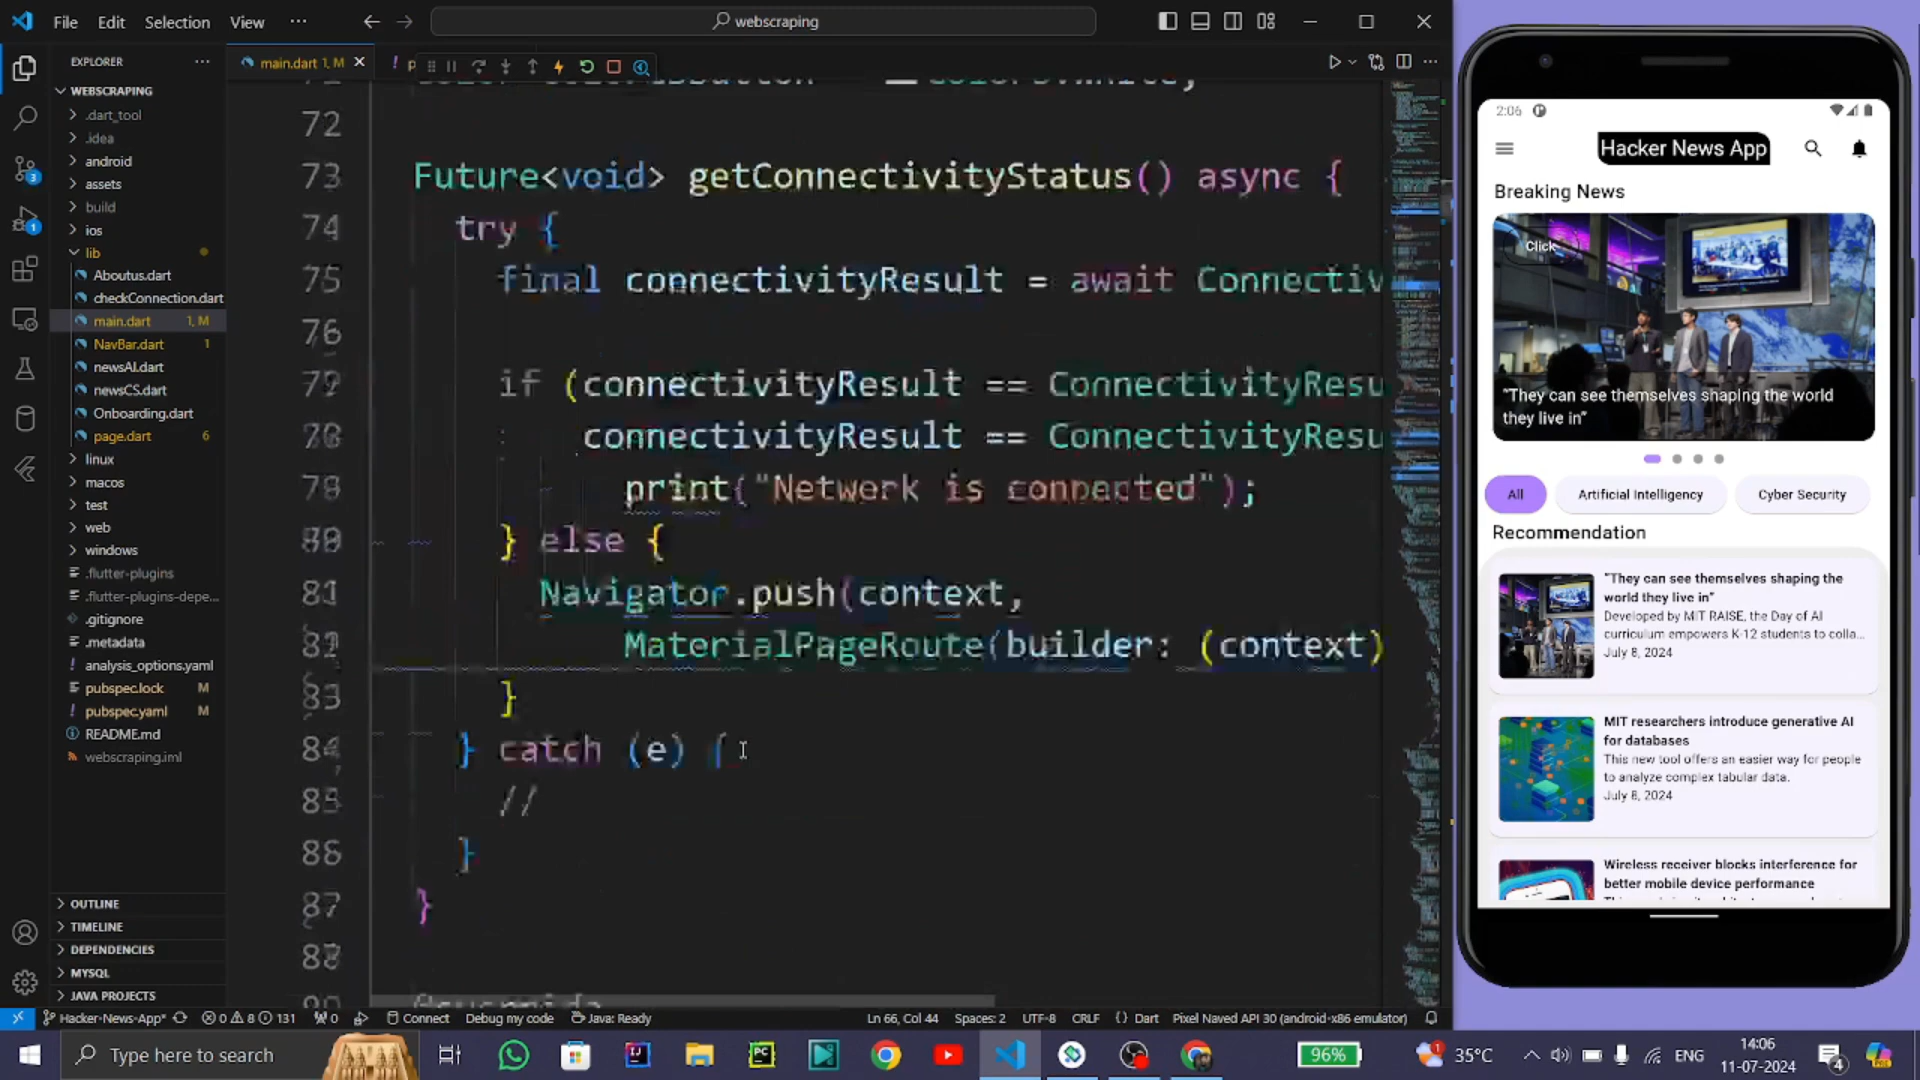 File Edit Selection View ··· webscraping
EXPLORER ···
main.dart 1, M
WEBSCRAPING
.dart_tool
.idea
android
assets
build
ios
lib
Aboutus.dart
checkConnection.dart
main.dart 1, M
NavBar.dart 1
newsAI.dart
newsCS.dart
Onboarding.dart
page.dart 6
linux
macos
test
web
windows
.flutter-plugins
.flutter-plugins-depe...
.gitignore
.metadata
analysis_options.yaml
pubspec.lock M
pubspec.yaml M
README.md
webscraping.iml
OUTLINE
TIMELINE
DEPENDENCIES
MYSQL
JAVA PROJECTS
3
1
72
73 Future<void> getConnectivityStatus() async {
74 try {
75 final connectivityResult = await Connectiv
76
if (connectivityResult == ConnectivityResu
connectivityResult == ConnectivityResu
print("Network is connected");
} else {
81 Navigator.push(context,
MaterialPageRoute(builder: (context)
83 }
84 } catch (e) {
85 //
86 }
87 }
88
Hacker-News-App* 0 8 131 0 Connect Debug my code Java: Ready Ln 66, Col 44 Spaces: 2 UTF-8 CRLF {} Dart Pixel Naved API 30 (android-x86 emulator)
2:06
Hacker News App
Breaking News
Click
"They can see themselves shaping the world
they live in"
All Artificial Intelligency Cyber Security
Recommendation
"They can see themselves shaping the
world they live in"
Developed by MIT RAISE, the Day of AI
curriculum empowers K-12 students to colla...
July 8, 2024
MIT researchers introduce generative AI
for databases
This new tool offers an easier way for people
to analyze complex tabular data.
July 8, 2024
Wireless receiver blocks interference for
better mobile device performance
Type here to search
96%
35°C
ENG
14:06
11-07-2024
4